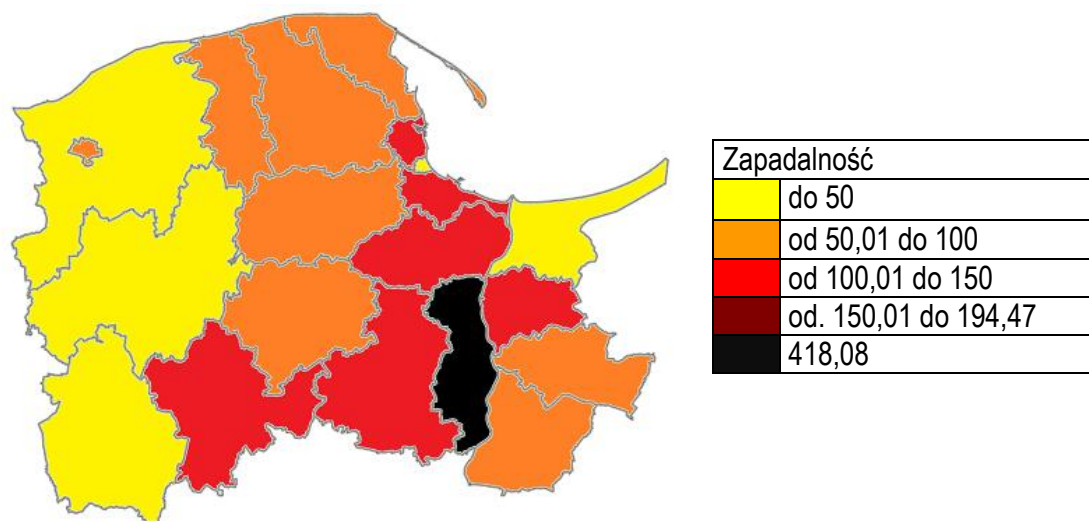 Zapadalność
do 50
od 50,01 do 100
od 100,01 do 150
od. 150,01 do 194,47
418,08